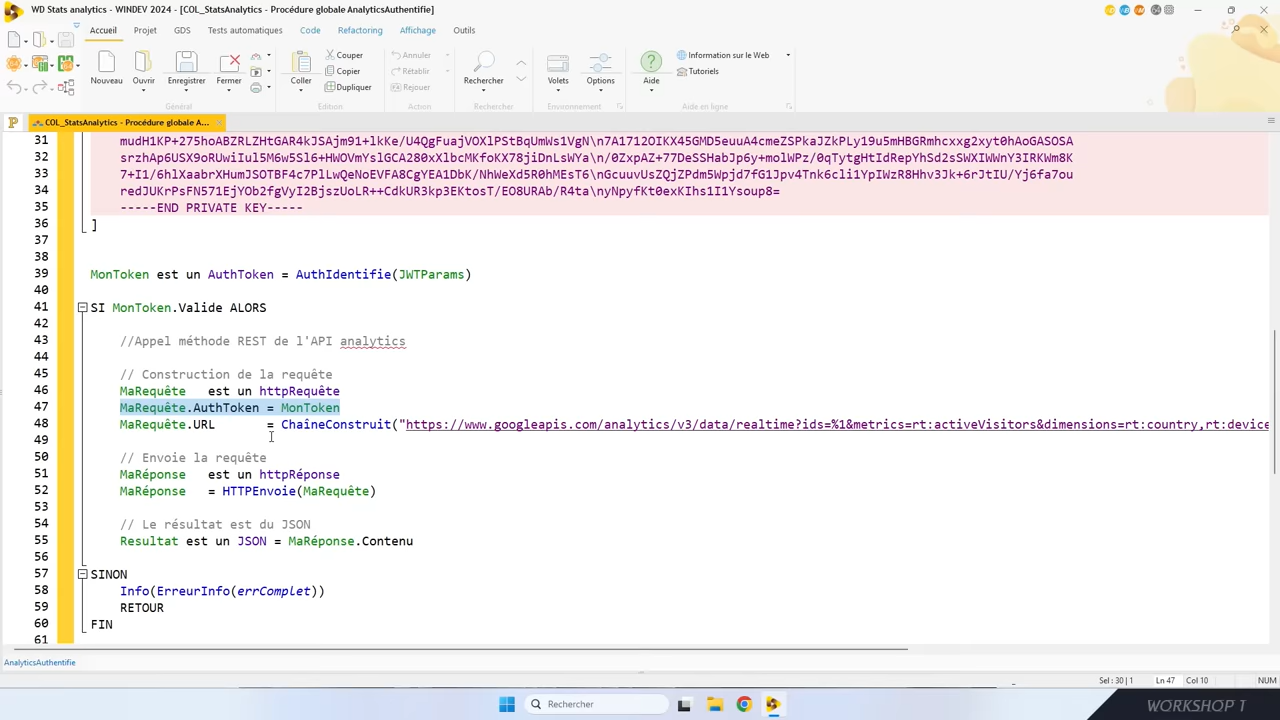 WD Stats analytics - WINDEV 2024 - [COL_StatsAnalytics - Procédure globale AnalyticsAuthentifie]
Accueil Projet GDS Tests automatiques Code Refactoring Affichage Outils
Nouveau Ouvrir Enregistrer Fermer
Général
Coller
Couper
Copier
Dupliquer
Edition
Annuler
Rétablir
Rejouer
Action
Rechercher
Rechercher
Volets Options
Environnement
Aide
Information sur le Web
Tutoriels
Aide en ligne
COL_StatsAnalytics - Procédure globale A...
31 mudH1KP+275hoABZRLZHtGAR4kJSAjm91+lkKe/U4QgFuajVOXlPStBqUmWs1VgN\n7A1712OIKX45GMD5euuA4cmeZSPkaJZkPLy19u5mHBGRmhcxxg2xyt0hAoGASOSA
32 srzhAp6USX9oRUwiIul5M6w5Sl6+HWOVmYslGCA280xXlbcMKfoKX78jiDnLsWYa\n/0ZxpAZ+77DeSSHabJp6y+molWPz/0qTytgHtIdRepYhSd2sSWXIWWnY3IRKWm8K
33 7+I1/6hlXaabrXHumJSOTBF4c7PlLwQeNoEVFA8CgYEA1DbK/NhWeXd5R0hMEsT6\nGcuuvUsZQjZPdm5Wpjd7fG1Jpv4Tnk6cli1YpIWzR8Hhv3Jk+6rJtIU/Yj6fa7ou
34 redJUKrPsFN571EjYOb2fgVyI2BjszUoLR++CdkUR3kp3EKtosT/EO8URAb/R4ta\nyNpyfKt0exKIhs1I1Ysoup8=
35 -----END PRIVATE KEY-----
36 ]
37
38
39 MonToken est un AuthToken = AuthIdentifie(JWTParams)
40
41 SI MonToken.Valide ALORS
42
43 //Appel méthode REST de l'API analytics
44
45 // Construction de la requête
46 MaRequête est un httpRequête
47 MaRequête.AuthToken = MonToken
48 MaRequête.URL = ChaîneConstruit("https://www.googleapis.com/analytics/v3/data/realtime?ids=%1&metrics=rt:activeVisitors&dimensions=rt:country,rt:device
49
50 // Envoie la requête
51 MaRéponse est un httpRéponse
52 MaRéponse = HTTPEnvoie(MaRequête)
53
54 // Le résultat est du JSON
55 Resultat est un JSON = MaRéponse.Contenu
56
57 SINON
58 Info(ErreurInfo(errComplet))
59 RETOUR
60 FIN
61
AnalyticsAuthentifie
Sel : 30 | 1 Ln 47 Col 10 NUM
Rechercher
WORKSHOP 1